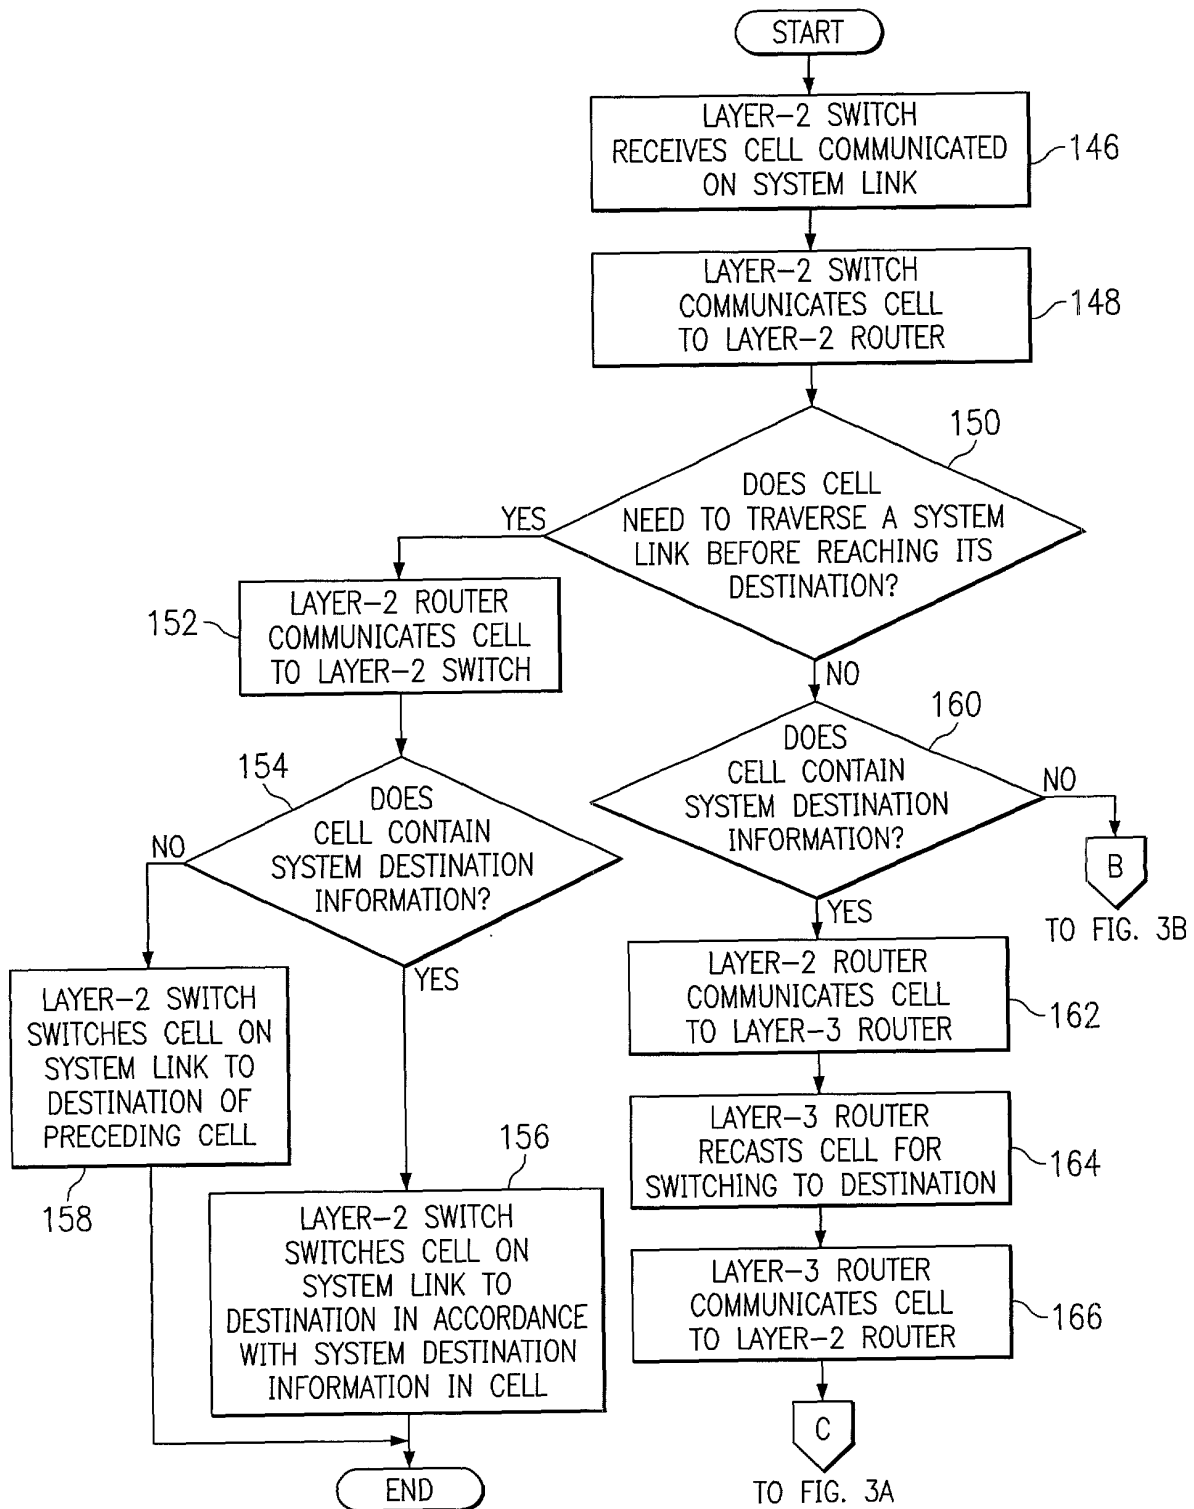 START
LAYER-2 SWITCH
RECEIVES CELL COMMUNICATED
ON SYSTEM LINK
146
LAYER-2 SWITCH
COMMUNICATES CELL
TO LAYER-2 ROUTER
148
150
DOES CELL
NEED TO TRAVERSE A SYSTEM
LINK BEFORE REACHING ITS
DESTINATION?
YES
NO
152
LAYER-2 ROUTER
COMMUNICATES CELL
TO LAYER-2 SWITCH
154
DOES
CELL CONTAIN
SYSTEM DESTINATION
INFORMATION?
NO
YES
LAYER-2 SWITCH
SWITCHES CELL ON
SYSTEM LINK TO
DESTINATION OF
PRECEDING CELL
158
156
LAYER-2 SWITCH
SWITCHES CELL ON
SYSTEM LINK TO
DESTINATION IN ACCORDANCE
WITH SYSTEM DESTINATION
INFORMATION IN CELL
END
160
DOES
CELL CONTAIN
SYSTEM DESTINATION
INFORMATION?
NO
B
TO FIG. 3B
YES
LAYER-2 ROUTER
COMMUNICATES CELL
TO LAYER-3 ROUTER
162
LAYER-3 ROUTER
RECASTS CELL FOR
SWITCHING TO DESTINATION
164
LAYER-3 ROUTER
COMMUNICATES CELL
TO LAYER-2 ROUTER
166
C
TO FIG. 3A